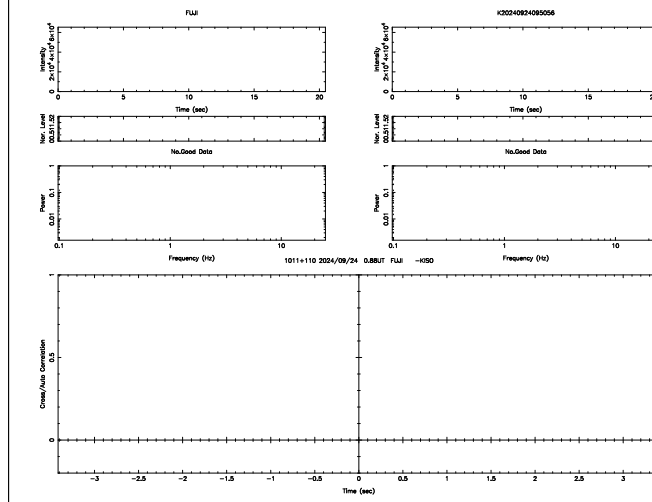 FUJI
K20240924095056
Intensity
2×10⁴ 4×10⁴ 6×10⁴
0 5 10 15 20
Time (sec)
Intensity
2×10⁴ 4×10⁴ 6×10⁴
0 5 10 15 20
Time (sec)
Nor. Level
00.511.52
No.Good Data
Nor. Level
00.511.52
No.Good Data
Power
1
0.1
0.01
0.1 1 10
Frequency (Hz)
Power
1
0.1
0.01
0.1 1 10
Frequency (Hz)
1011+110 2024/09/24 0.88UT FUJI -KISO
Cross/Auto Correlation
1
0.5
0
-3 -2.5 -2 -1.5 -1 -0.5 0 0.5 1 1.5 2 2.5 3
Time (sec)